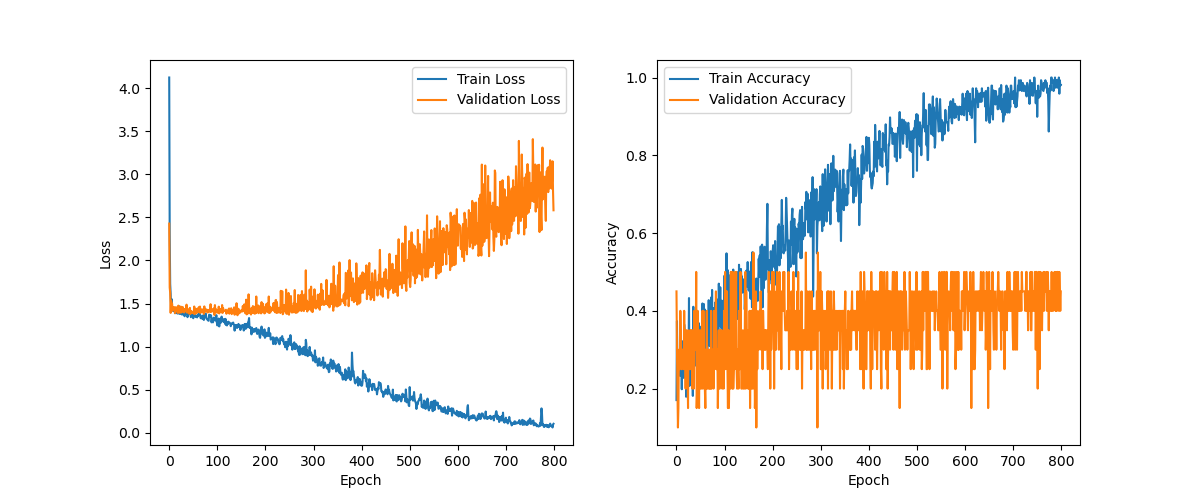 Train Loss
Validation Loss
4.0
3.5
3.0
2.5
2.0
1.5
1.0
0.5
0.0
Loss
0 100 200 300 400 500 600 700 800
Epoch
Train Accuracy
Validation Accuracy
1.0
0.8
0.6
0.4
0.2
Accuracy
0 100 200 300 400 500 600 700 800
Epoch